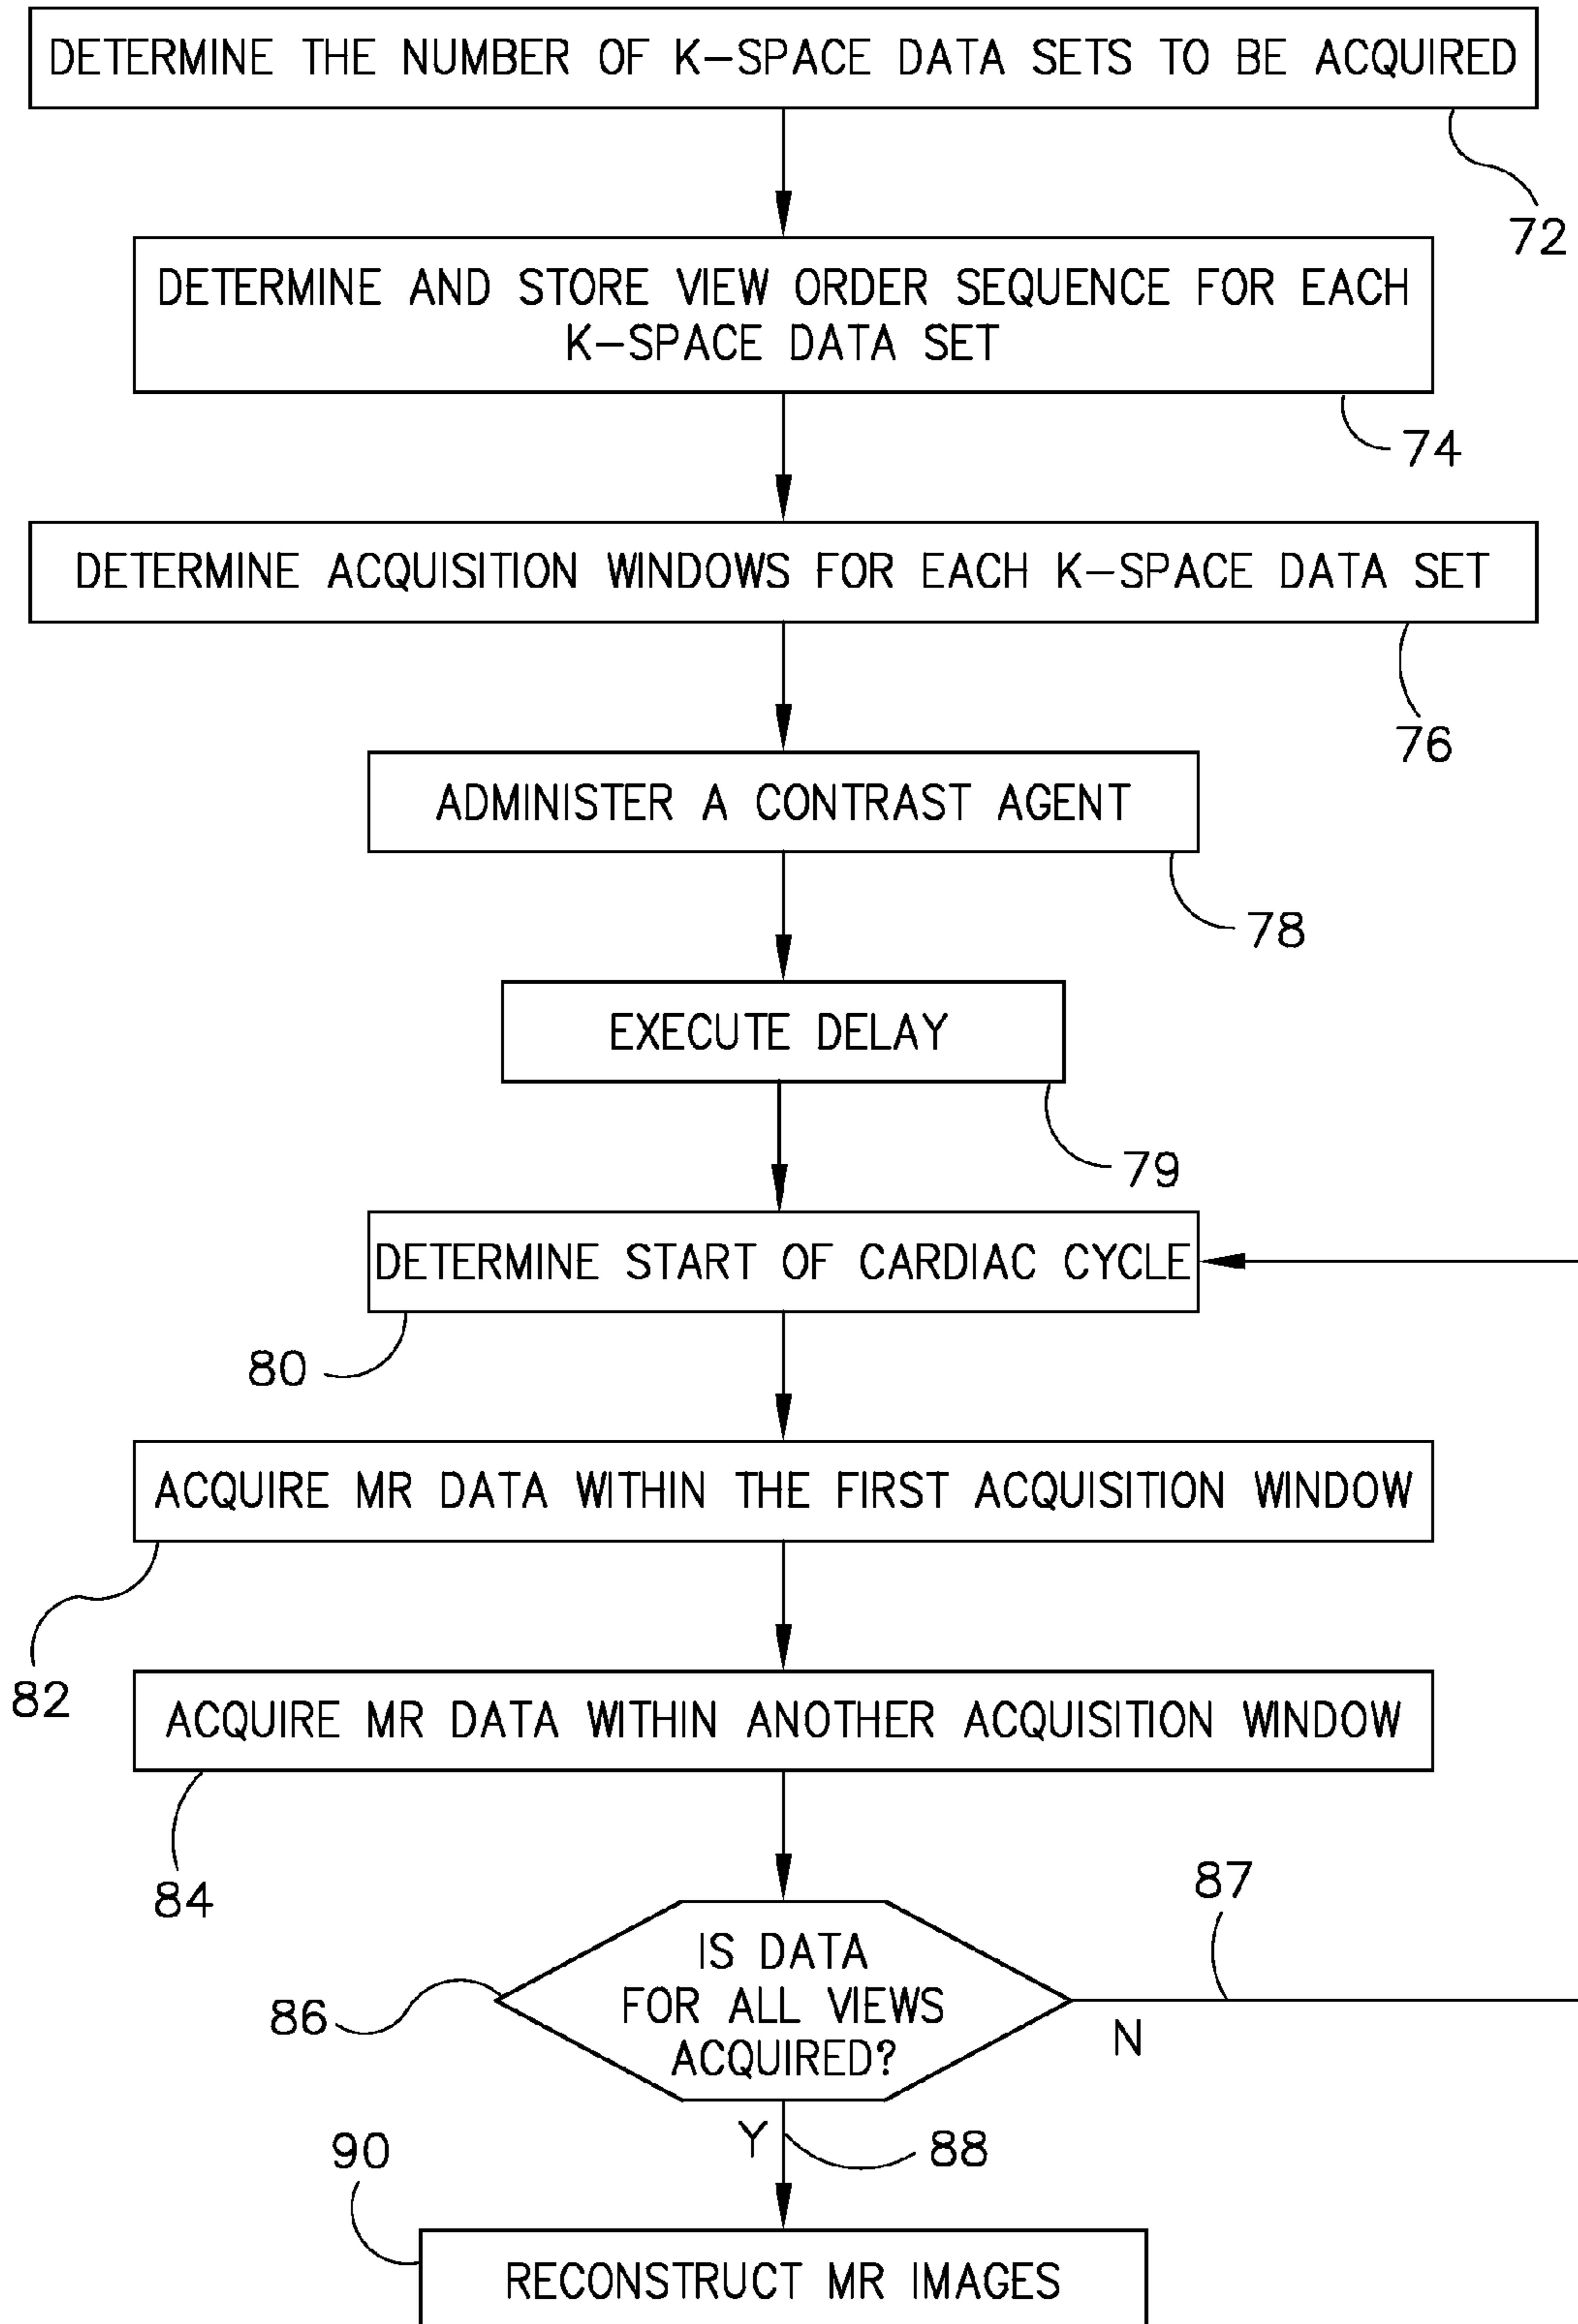 DETERMINE THE NUMBER OF K-SPACE DATA SETS TO BE ACQUIRED
72
DETERMINE AND STORE VIEW ORDER SEQUENCE FOR EACH
K-SPACE DATA SET
74
DETERMINE ACQUISITION WINDOWS FOR EACH K-SPACE DATA SET
76
ADMINISTER A CONTRAST AGENT
78
EXECUTE DELAY
79
DETERMINE START OF CARDIAC CYCLE
80
ACQUIRE MR DATA WITHIN THE FIRST ACQUISITION WINDOW
82
ACQUIRE MR DATA WITHIN ANOTHER ACQUISITION WINDOW
84
87
IS DATA
FOR ALL VIEWS
ACQUIRED?
86
N
Y
88
90
RECONSTRUCT MR IMAGES